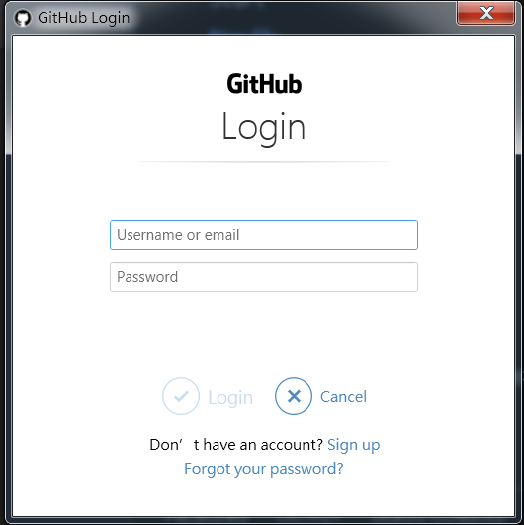 GitHub Login
GitHub
Login
Username or email
Password
Login Cancel
Don’ t have an account? Sign up
Forgot your password?